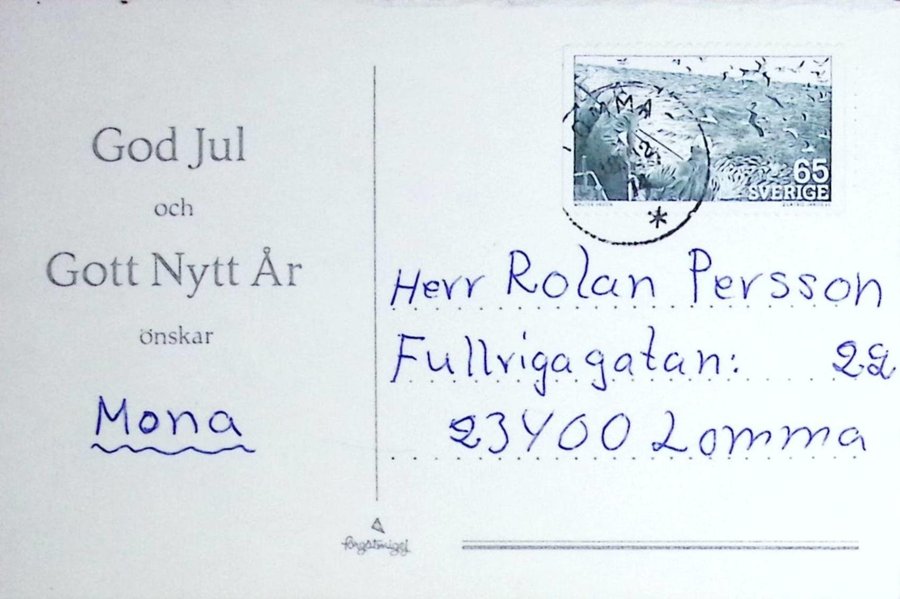 God Jul
och
Gott Nytt År
önskar
Mona
65
SVERIGE
Herr Rolan Persson
Fullrigagatan: 22
23400 Lomma